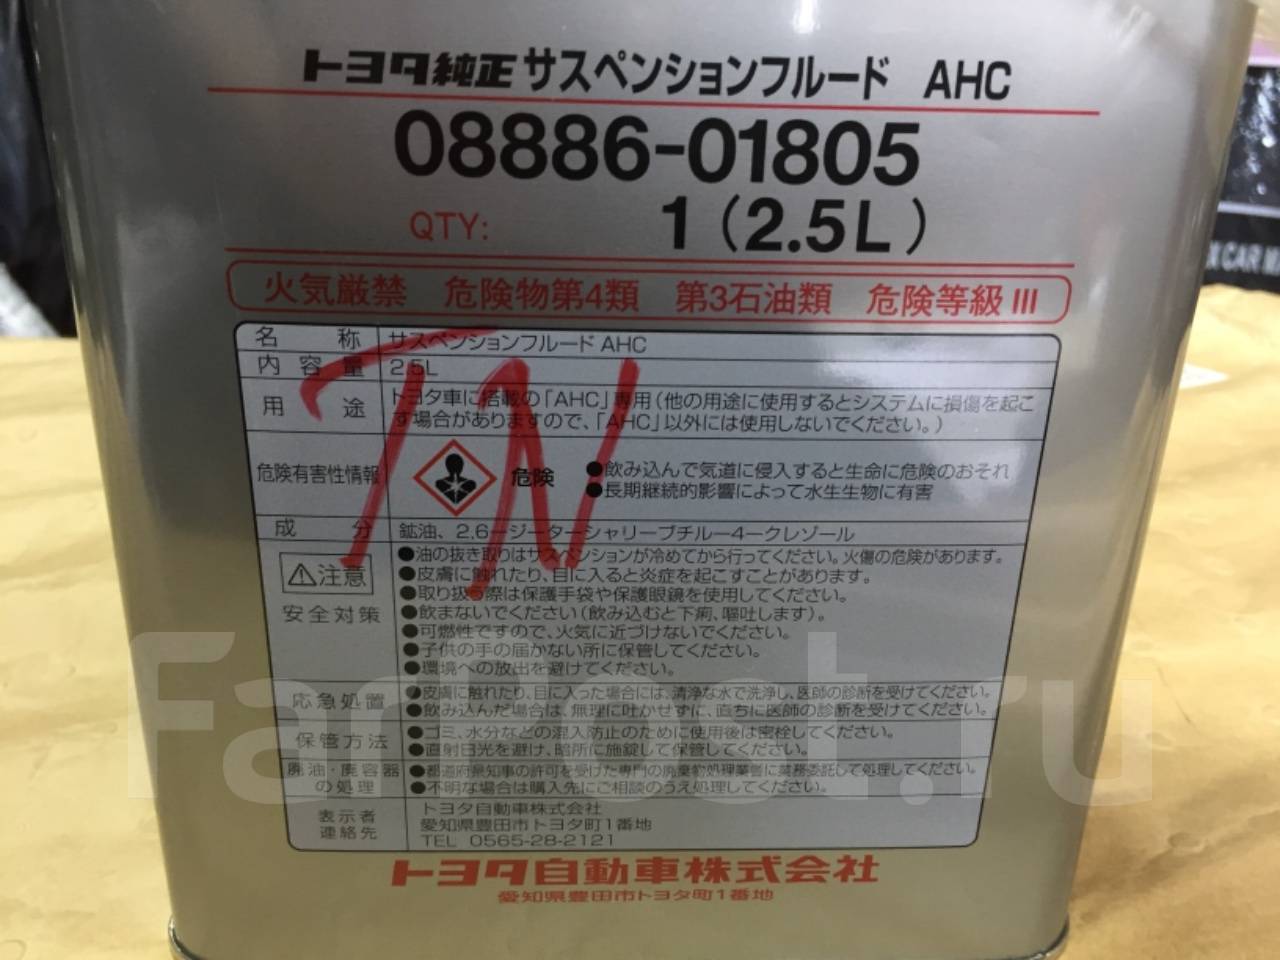 トヨタ純正 サスペンションフルード AHC
08886-01805
QTY: 1 (2.5L)
火気厳禁 危険物第4類 第3石油類 危険等級 III
名称 サスペンションフルード AHC
内容量 2.5L
用途 トヨタ車に搭載の「AHC」専用(他の用途に使用するとシステムに損傷を起こ
す場合がありますので、「AHC」以外には使用しないでください。)
危険有害性情報 危険 ●飲み込んで気道に侵入すると生命に危険のおそれ
●長期継続的影響によって水生生物に有害
成分 鉱油、2,6-ジーターシャリーブチルー4-クレゾール
TN
注意
安全対策
●油の抜き取りはサスペンションが冷めてから行ってください。火傷の危険があります。
●皮膚に触れたり、目に入ると炎症を起こすことがあります。
●取り扱う際は保護手袋や保護眼鏡を使用してください。
●飲まないでください(飲み込むと下痢、嘔吐します)。
●可燃性ですので、火気に近づけないでください。
●子供の手の届かない所に保管してください。
●環境への放出を避けてください。
応急処置 ●皮膚に触れたり、目に入った場合には、清浄な水で洗浄し、医師の診断を受けてください。
●飲み込んだ場合は、無理に吐かせずに、直ちに医師の診断を受けてください。
保管方法 ●ゴミ、水分などの混入防止のために使用後は密栓してください。
●直射日光を避け、暗所に施錠して保管してください。
廃油・廃容器の処理 ●都道府県知事の許可を受けた専門の廃棄物処理業者に業務委託して処理してください。
●不明な場合は購入先にご相談のうえ処理してください。
表示者
連絡先
トヨタ自動車株式会社
愛知県豊田市トヨタ町1番地
TEL 0565-28-2121
トヨタ自動車株式会社
愛知県豊田市トヨタ町1番地
Farkost.ru